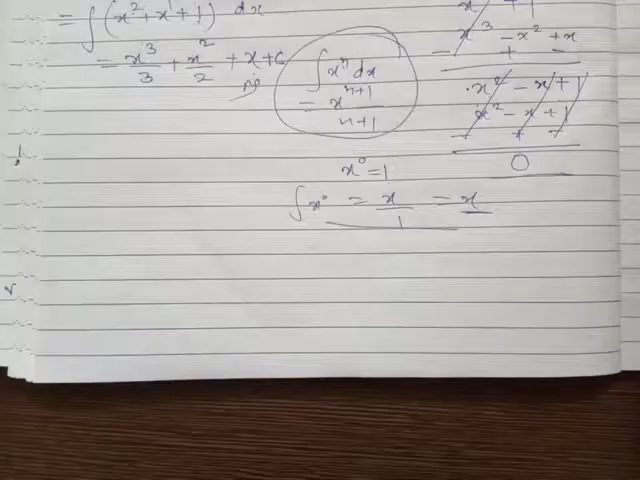 = ∫ (x² + x¹ + 1) dx
= x³/3 + x²/2 + x + C
∫ xⁿ dx
= xⁿ⁺¹/n+1
x⁰ = 1
∫ x⁰ = x/1 = x
+ 1
x³ - x² + x
- + -
x² - x + 1
x² - x + 1
- + -
0